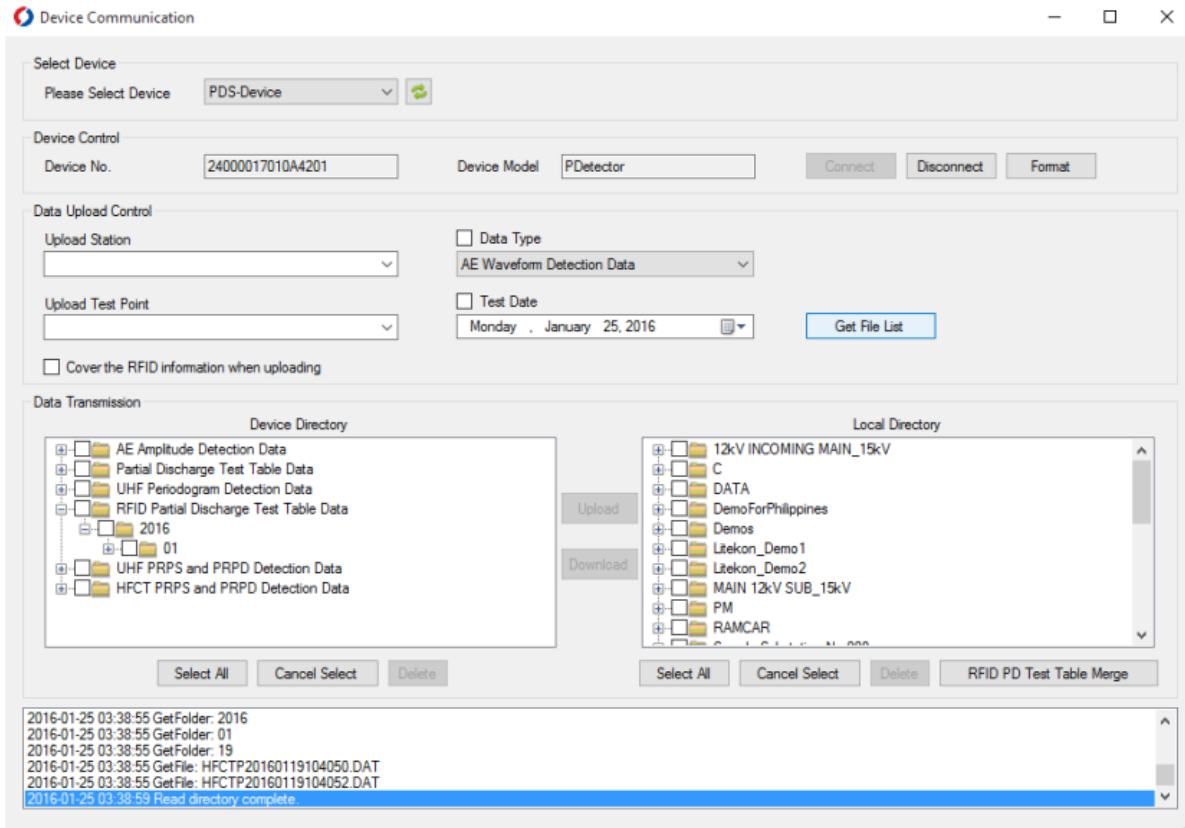 Device Communication
Select Device
Please Select Device PDS-Device
Device Control
Device No. 24000017010A4201 Device Model PDetector Connect Disconnect Format
Data Upload Control
Upload Station
Data Type
AE Waveform Detection Data
Upload Test Point
Test Date
Monday , January 25, 2016
Get File List
Cover the RFID information when uploading
Data Transmission
Device Directory
AE Amplitude Detection Data
Partial Discharge Test Table Data
UHF Periodogram Detection Data
RFID Partial Discharge Test Table Data
2016
01
UHF PRPS and PRPD Detection Data
HFCT PRPS and PRPD Detection Data
Upload
Download
Local Directory
12kV INCOMING MAIN_15kV
C
DATA
DemoForPhilippines
Demos
Litekon_Demo1
Litekon_Demo2
MAIN 12kV SUB_15kV
PM
RAMCAR
Select All Cancel Select Delete
Select All Cancel Select Delete RFID PD Test Table Merge
2016-01-25 03:38:55 GetFolder: 2016
2016-01-25 03:38:55 GetFolder: 01
2016-01-25 03:38:55 GetFolder: 19
2016-01-25 03:38:55 GetFile: HFCTP20160119104050.DAT
2016-01-25 03:38:55 GetFile: HFCTP20160119104052.DAT
2016-01-25 03:38:59 Read directory complete.